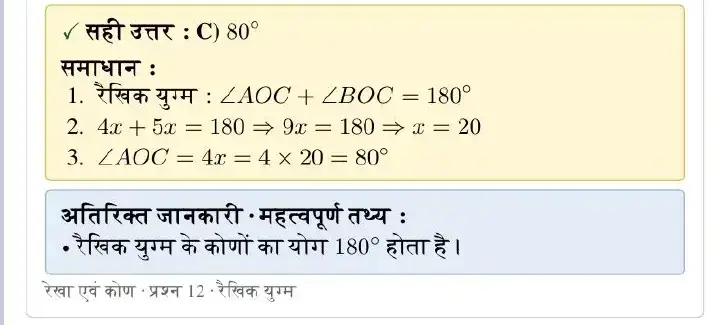 ✓ सही उत्तर : C) 80°
समाधान :
1. रैखिक युग्म : ∠AOC + ∠BOC = 180°
2. 4x + 5x = 180 ⇒ 9x = 180 ⇒ x = 20
3. ∠AOC = 4x = 4 × 20 = 80°
अतिरिक्त जानकारी · महत्वपूर्ण तथ्य :
• रैखिक युग्म के कोणों का योग 180° होता है।
रेखा एवं कोण · प्रश्न 12 · रैखिक युग्म